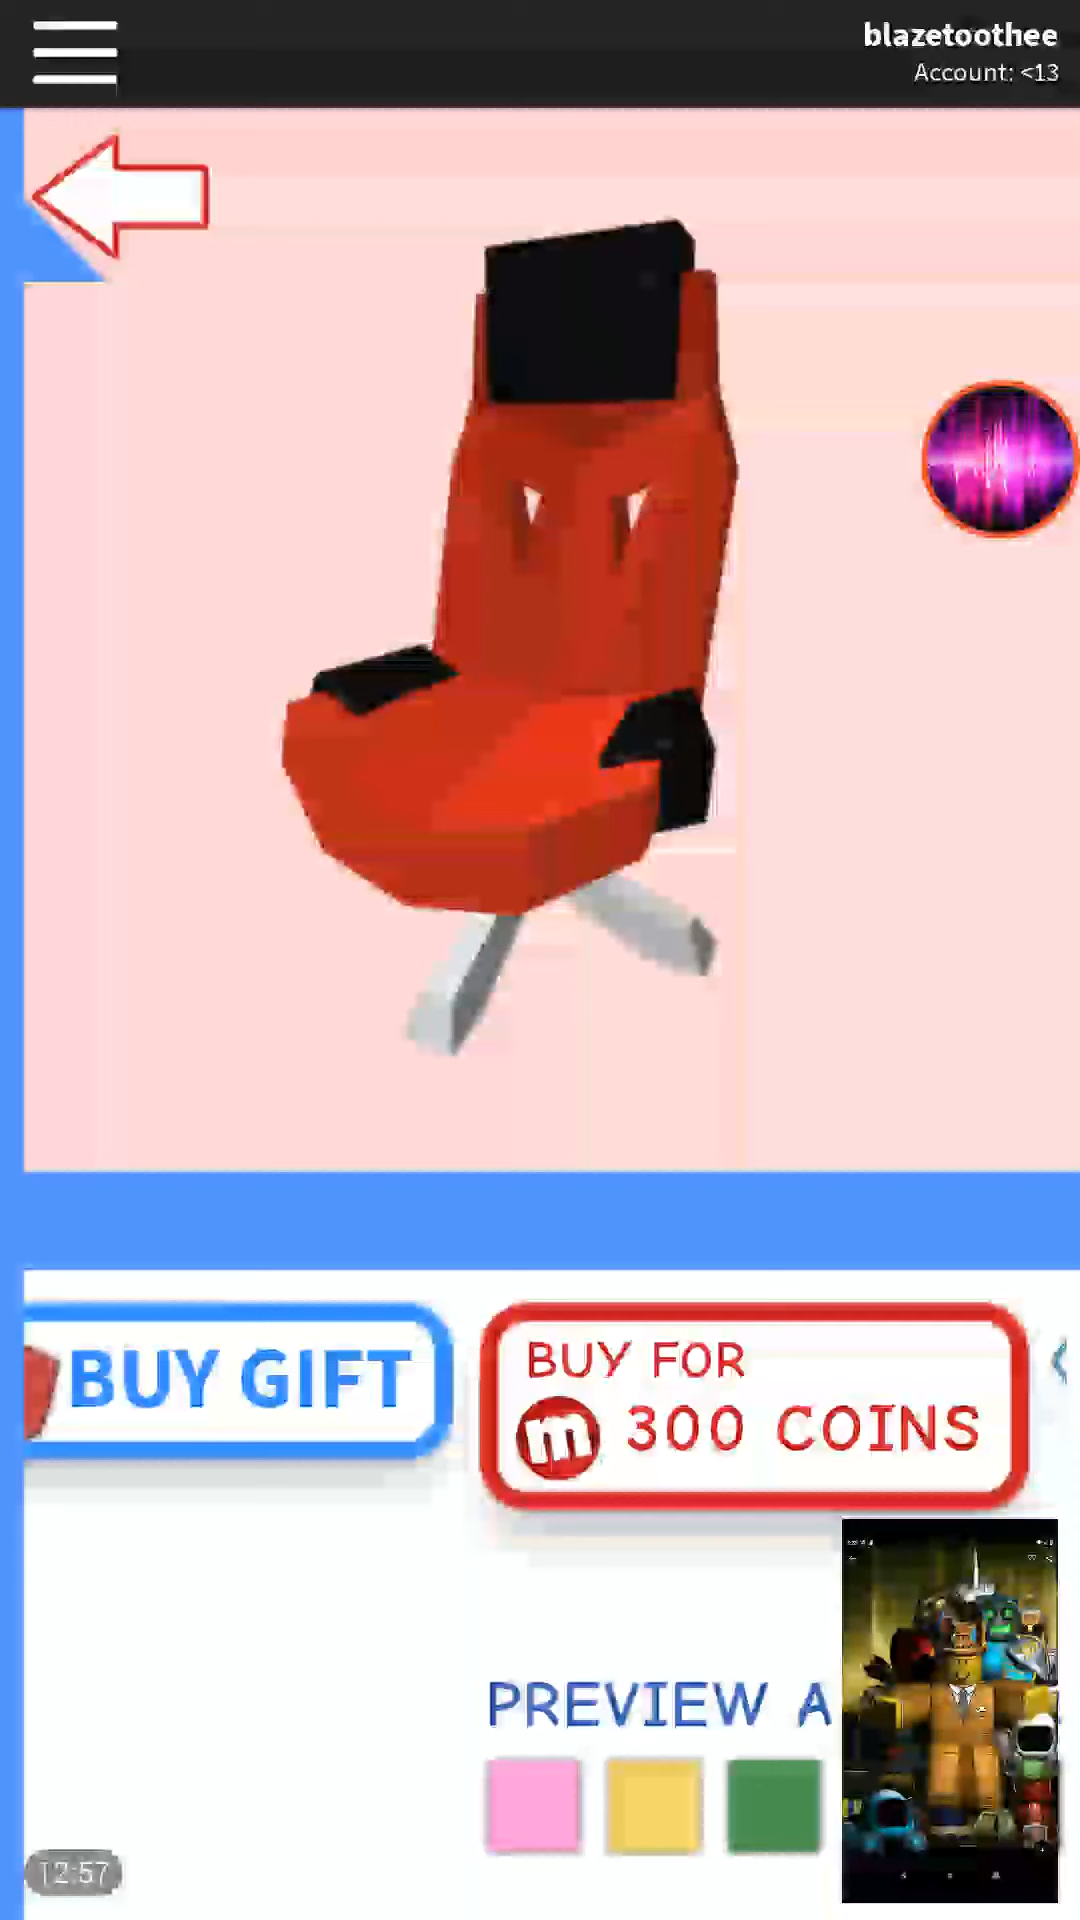 blazetoothee
Account: <13
BUY GIFT
BUY FOR
m 300 COINS
PREVIEW A
12:57